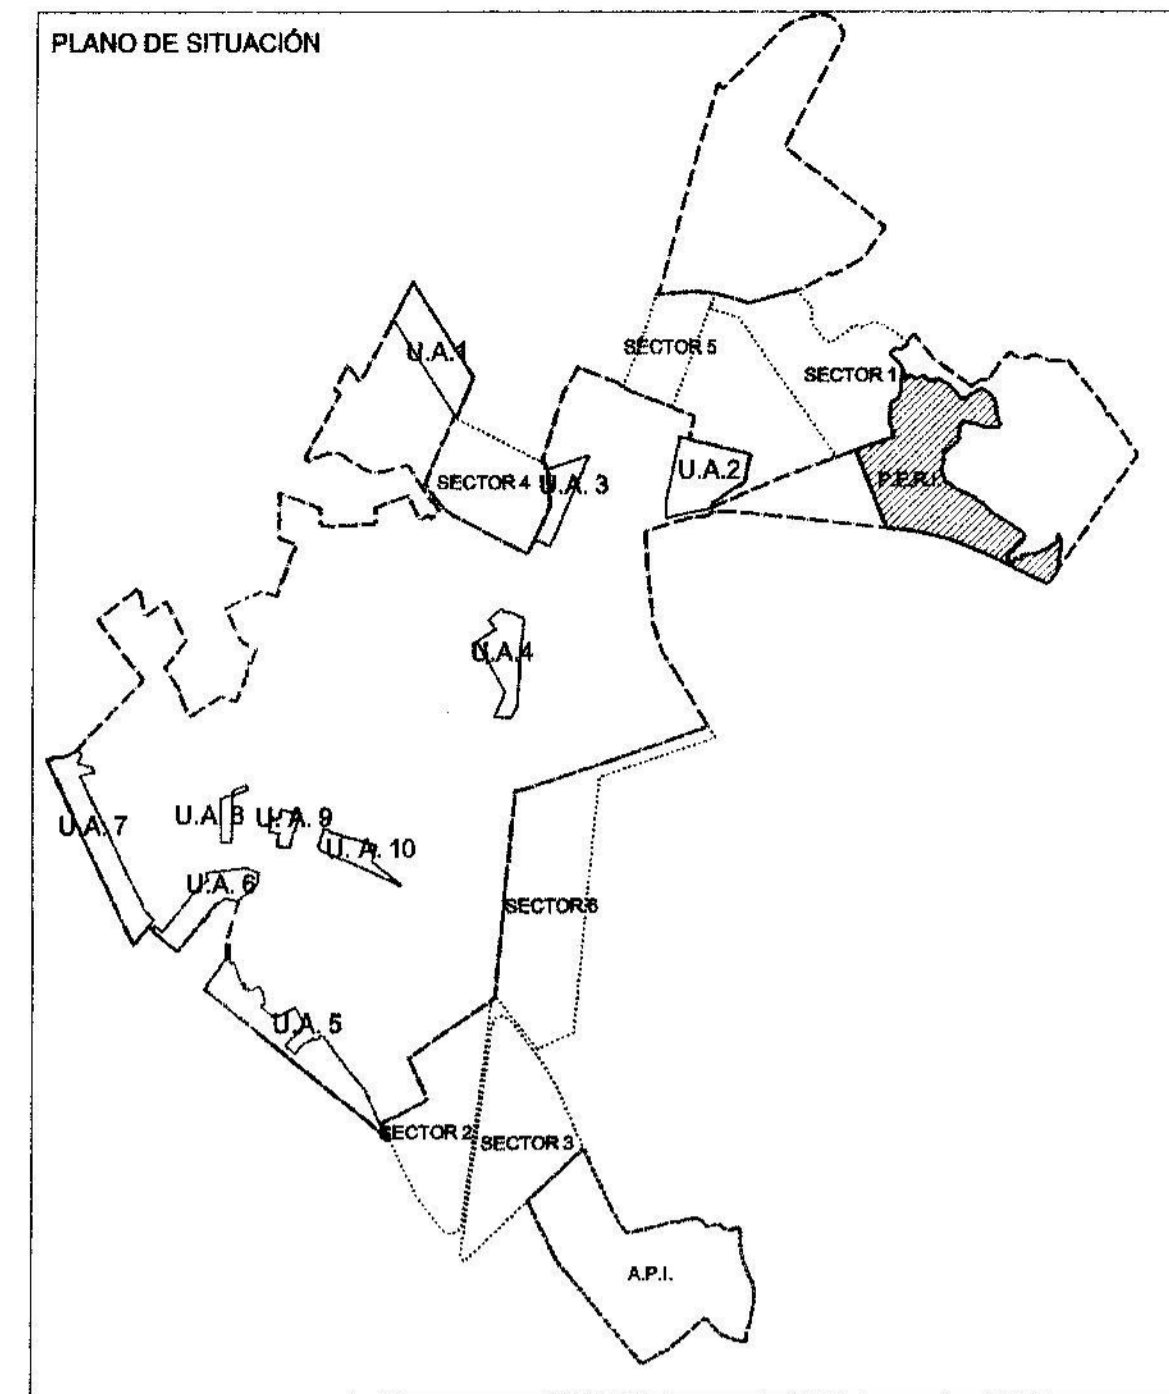 PLANO DE SITUACIÓN
SECTOR 5
U.A.1
SECTOR 1
U.A.2
SECTOR 4
U.A. 3
P.E.R.I.
U.A.4
U.A. 7
U.A. 8
U. A. 9
U. A. 10
U.A. 6
SECTOR 6
U.A. 5
SECTOR 2
SECTOR 3
A.P.I.